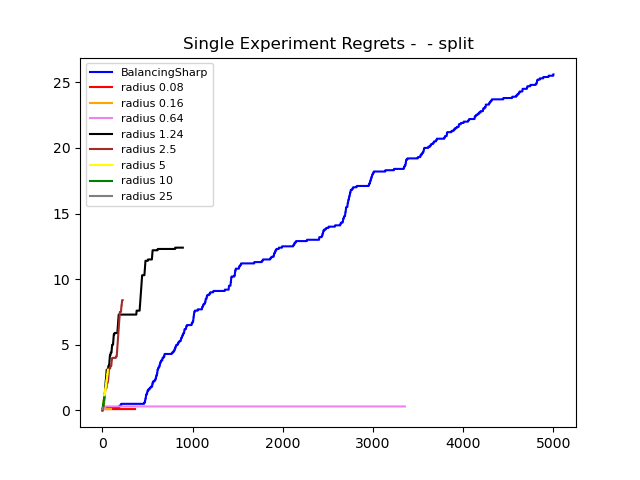 Single Experiment Regrets -  - split
BalancingSharp
radius 0.08
radius 0.16
radius 0.64
radius 1.24
radius 2.5
radius 5
radius 10
radius 25
25
20
15
10
5
0
0 1000 2000 3000 4000 5000